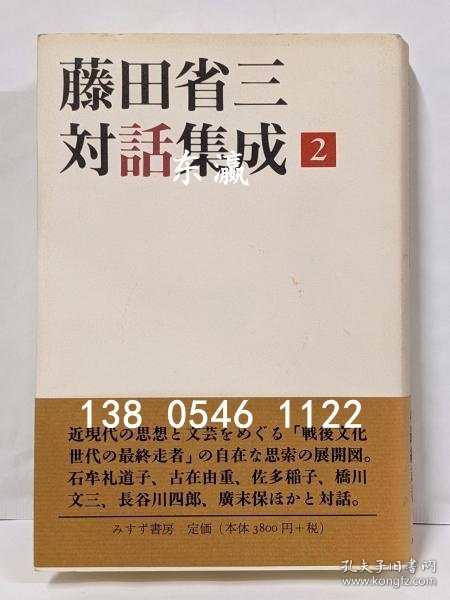 藤田省三
対話集成 2
东瀛
138 0546 1122
近現代の思想と文芸をめぐる「戦後文化
世代の最終走者」の自在な思索の展開図。
石牟礼道子、古在由重、佐多稲子、橋川
文三、長谷川四郎、廣末保ほかと対話。
みすず書房 定価（本体3800円+税）
孔夫子旧书网
www.kongfz.com